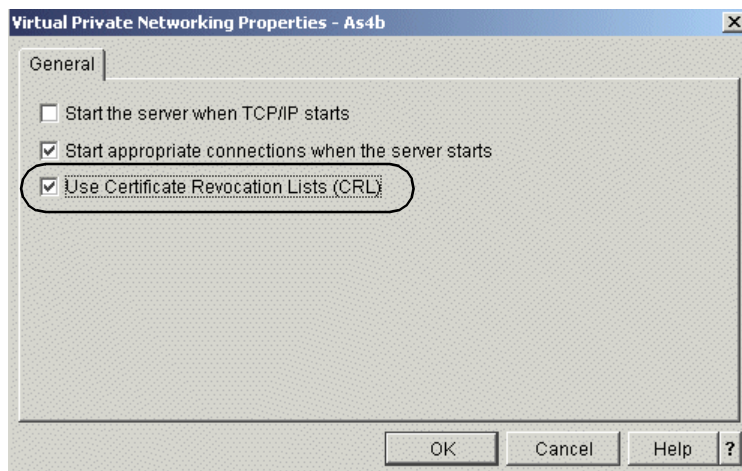 Virtual Private Networking Properties - As4b
General
Start the server when TCP/IP starts
Start appropriate connections when the server starts
Use Certificate Revocation Lists (CRL)
OK Cancel Help ?